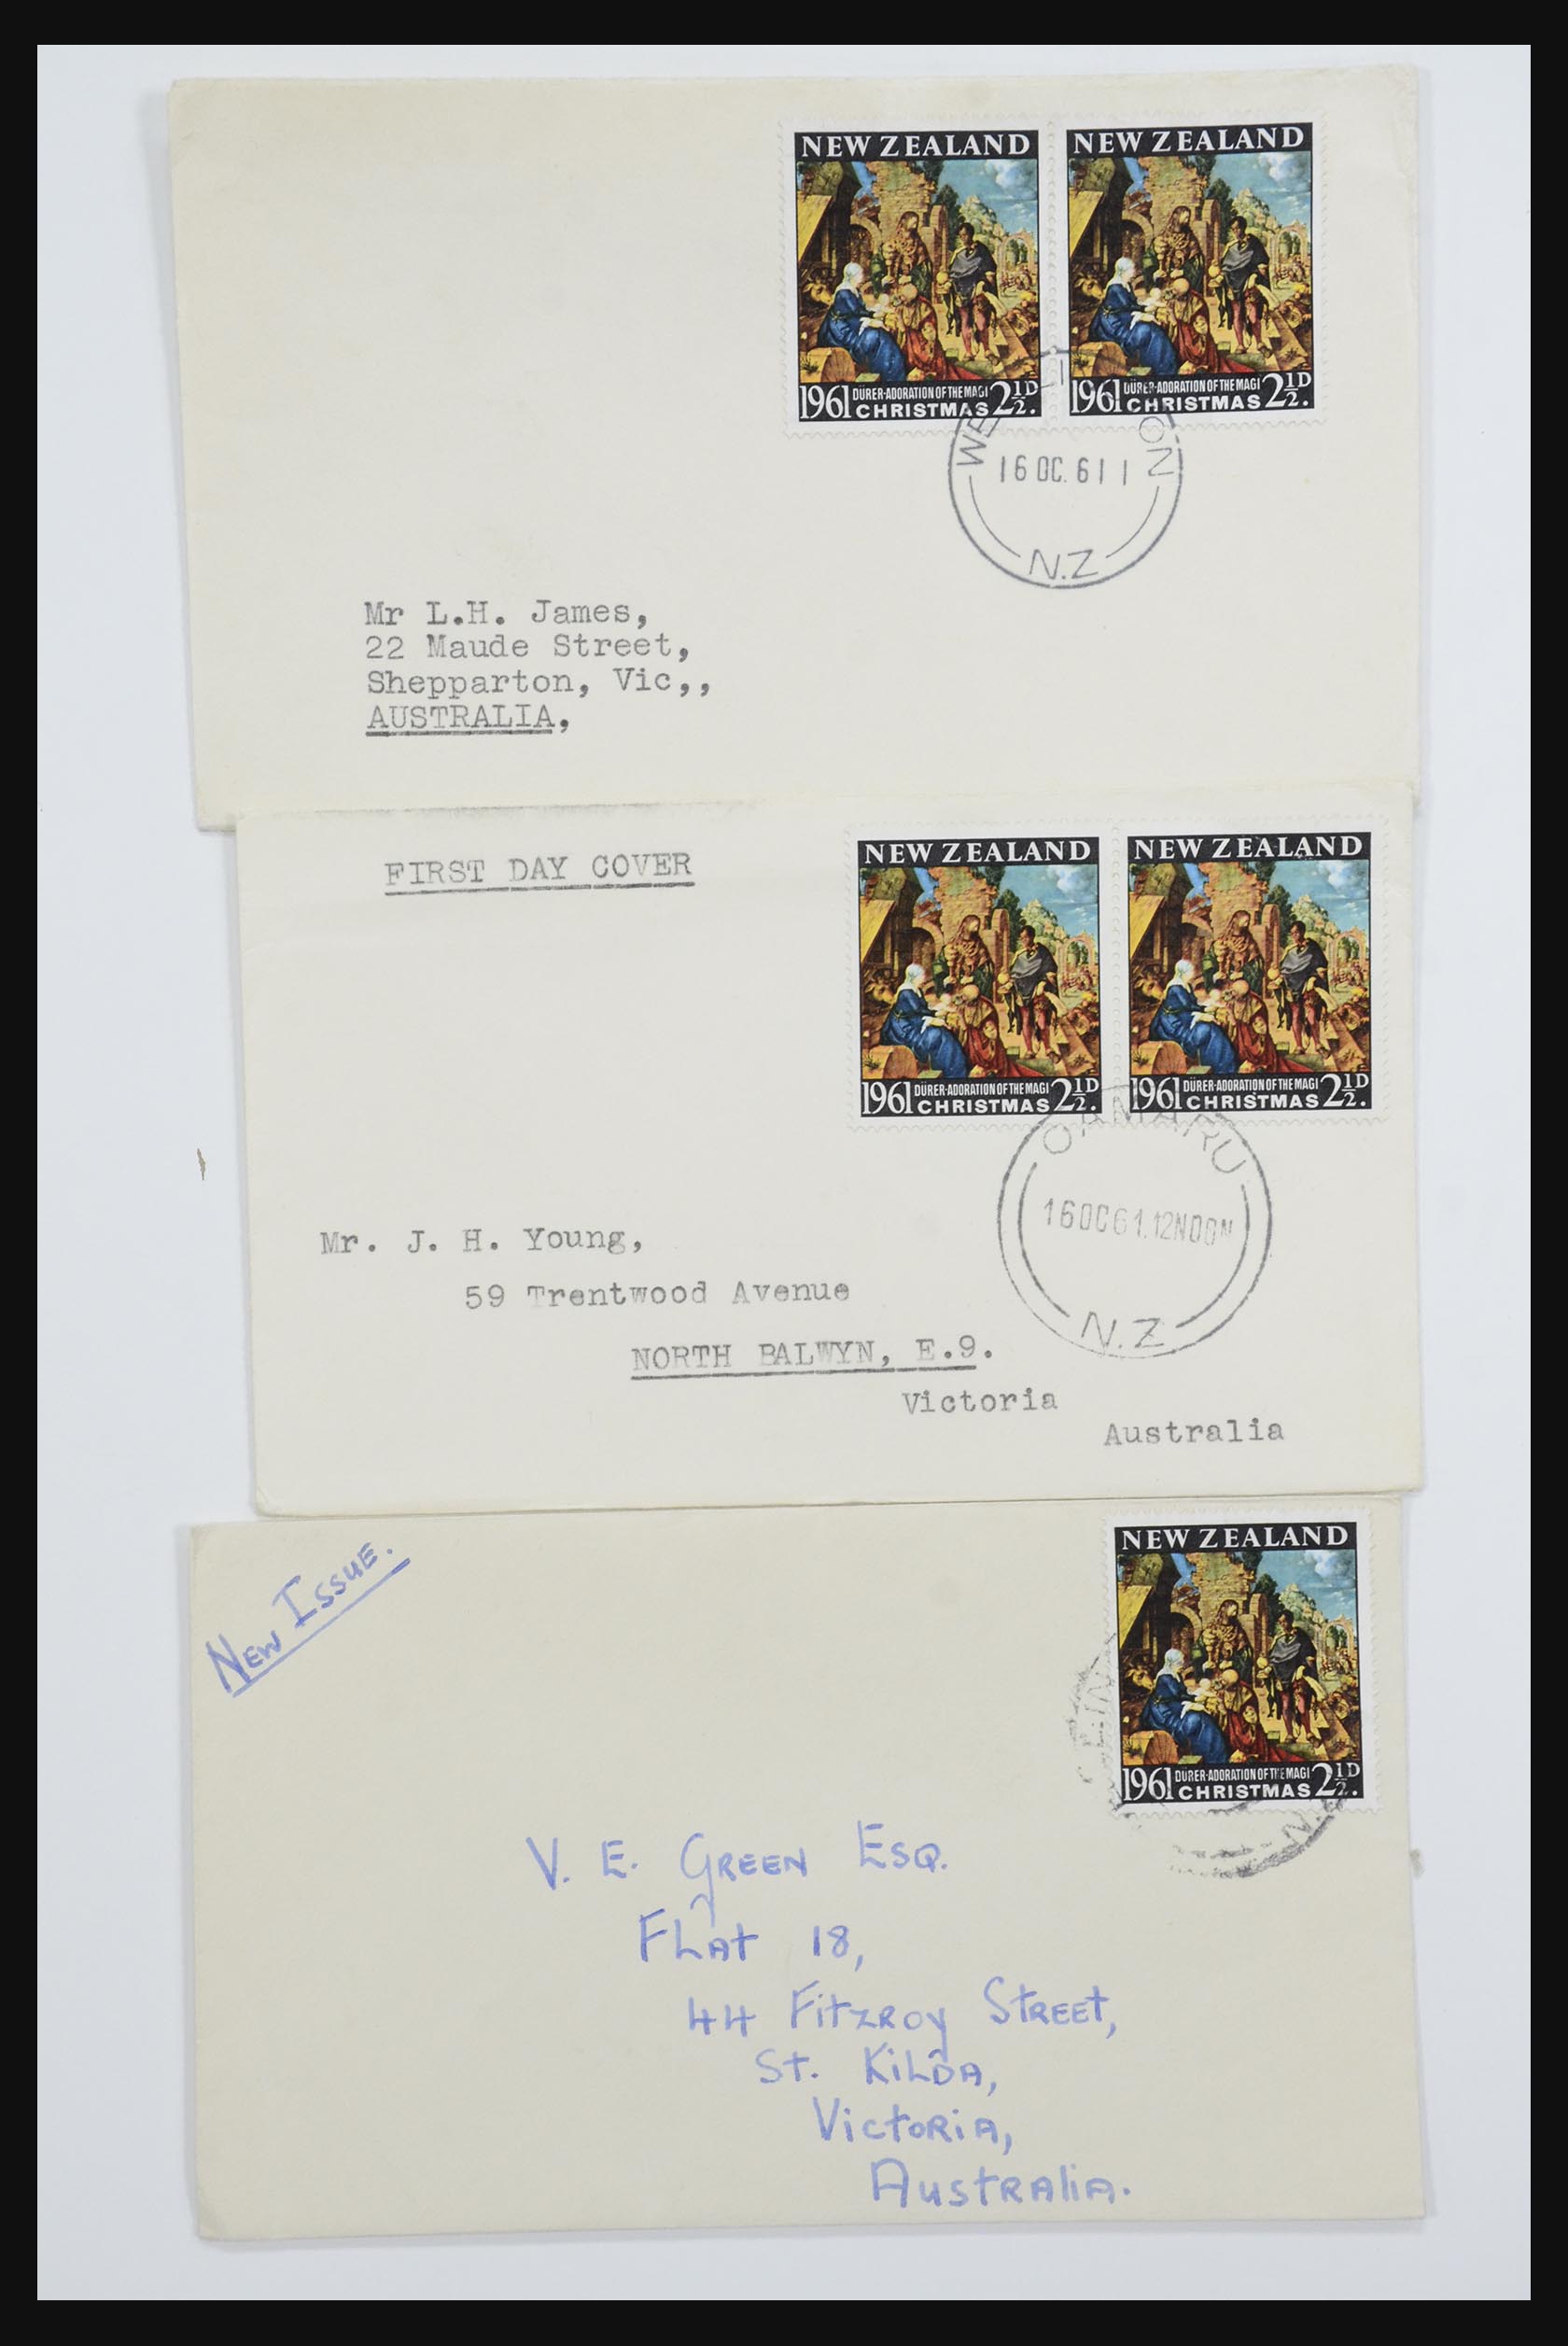 NEW ZEALAND NEW ZEALAND
1961 DÜRER-ADORATION OF THE MAGI CHRISTMAS 2½D. 1961 DÜRER-ADORATION OF THE MAGI CHRISTMAS 2½D.
16 OC. 61 1
N.Z
Mr L.H. James,
22 Maude Street,
Shepparton, Vic,,
AUSTRALIA,
FIRST DAY COVER
NEW ZEALAND NEW ZEALAND
1961 DÜRER-ADORATION OF THE MAGI CHRISTMAS 2½D. 1961 DÜRER-ADORATION OF THE MAGI CHRISTMAS 2½D.
OAMARU
16 OC 61.12NOON
N.Z
Mr. J. H. Young,
59 Trentwood Avenue
NORTH BALWYN, E.9.
Victoria
Australia
New Issue.
NEW ZEALAND
1961 DÜRER-ADORATION OF THE MAGI CHRISTMAS 2½D.
V. E. GREEN ESQ.
FLAT 18,
44 FITZROY STREET,
ST. KILDA,
VICTORIA,
AUSTRALIA.